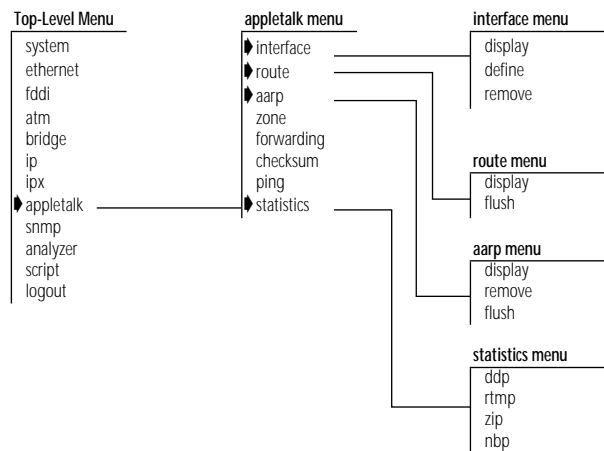 Top-Level Menu
system
ethernet
fddi
atm
bridge
ip
ipx
appletalk
snmp
analyzer
script
logout
appletalk menu
interface
route
aarp
zone
forwarding
checksum
ping
statistics
interface menu
display
define
remove
route menu
display
flush
aarp menu
display
remove
flush
statistics menu
ddp
rtmp
zip
nbp